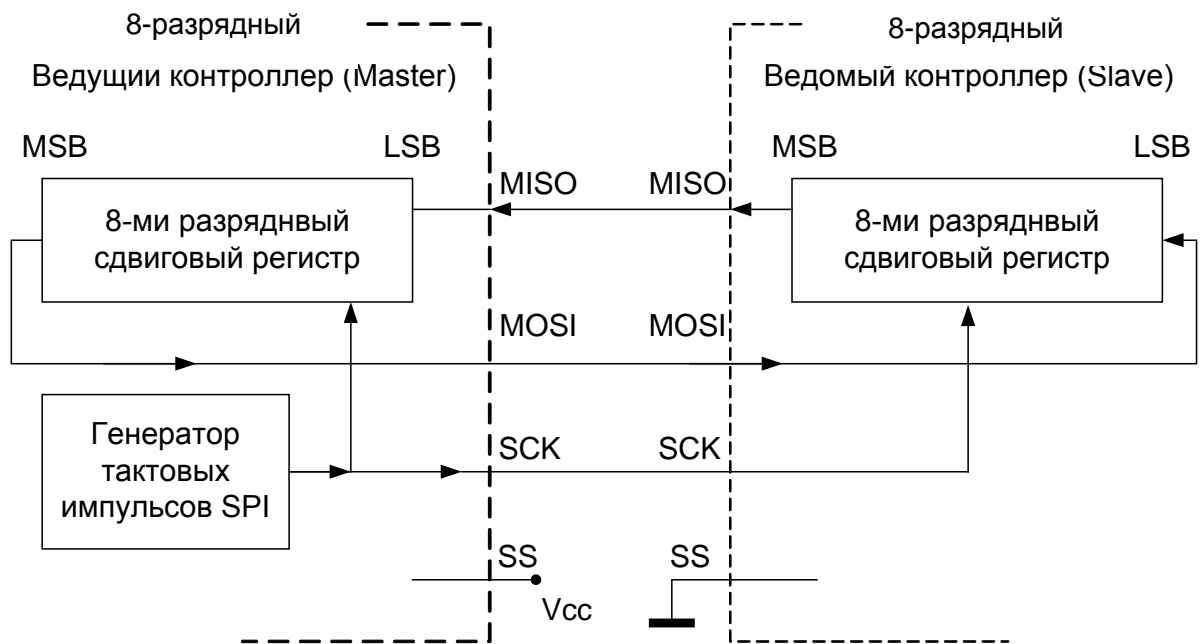 8-разрядный
Ведущии контроллер (Master)
MSB
LSB
8-ми разряднвый
сдвиговый регистр
MISO
MISO
8-разрядный
Ведомый контроллер (Slave)
MSB
LSB
8-ми разряднвый
сдвиговый регистр
MOSI
MOSI
Генератор
тактовых
импульсов SPI
SCK
SCK
SS
Vcc
SS